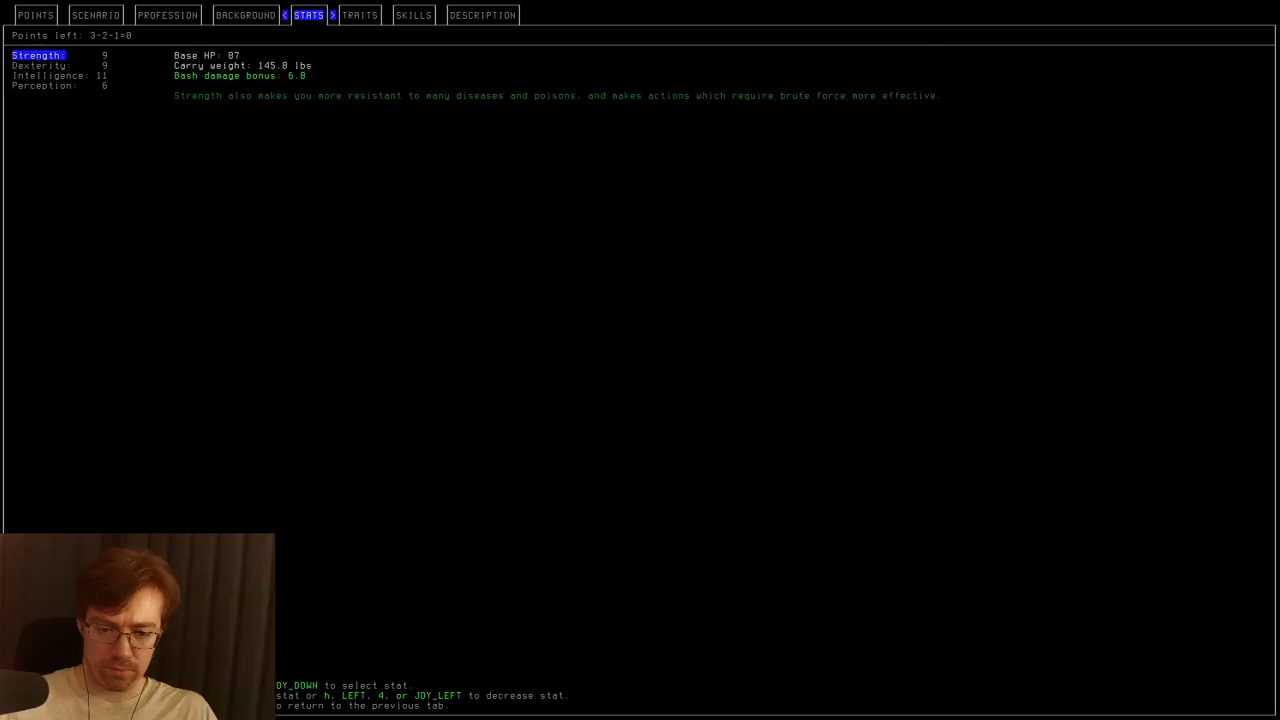 POINTS SCENARIO PROFESSION BACKGROUND < STATS > TRAITS SKILLS DESCRIPTION
Points left: 3-2-1=0
Strength: 9 Base HP: 87
Dexterity: 9 Carry weight: 145.8 lbs
Intelligence: 11 Bash damage bonus: 6.8
Perception: 6
Strength also makes you more resistant to many diseases and poisons, and makes actions which require brute force more effective.
OY_DOWN to select stat.
stat or h, LEFT, 4, or JOY_LEFT to decrease stat.
o return to the previous tab.